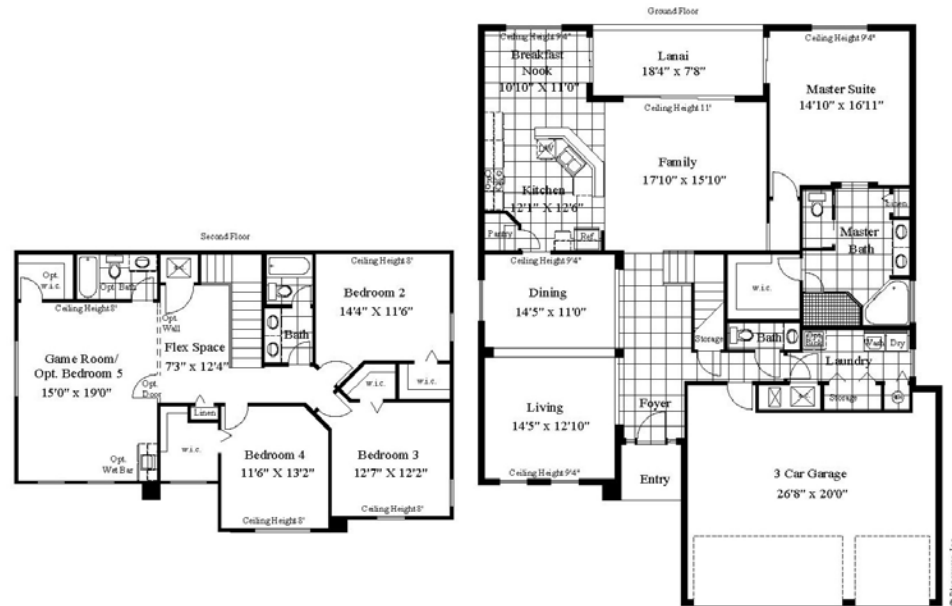 Second Floor
Opt.
w.i.c.
Opt. Bath
Ceiling Height 8'
Opt.
Wall
Game Room/
Opt. Bedroom 5
15'0" x 19'0"
Flex Space
7'3" x 12'4"
Opt.
Door
Linen
Opt.
Wet Bar
w.i.c.
Bath
Ceiling Height 8'
Bedroom 2
14'4" X 11'6"
w.i.c.
w.i.c.
Bedroom 4
11'6" X 13'2"
Ceiling Height 8'
Bedroom 3
12'7" X 12'2"
Ceiling Height 8'
Ground Floor
Ceiling Height 9'4"
Breakfast
Nook
10'10" X 11'0"
Lanai
18'4" x 7'8"
Ceiling Height 9'4"
Master Suite
14'10" x 16'11"
Ceiling Height 11'
Family
17'10" x 15'10"
D/W
Kitchen
12'1" X 12'6"
Pantry
Ref.
Linen
Master
Bath
w.i.c.
Ceiling Height 9'4"
Dining
14'5" x 11'0"
Storage
Bath
Opt.
Wash
Dry
Laundry
Storage
Living
14'5" x 12'10"
Ceiling Height 9'4"
Foyer
Entry
3 Car Garage
26'8" x 20'0"